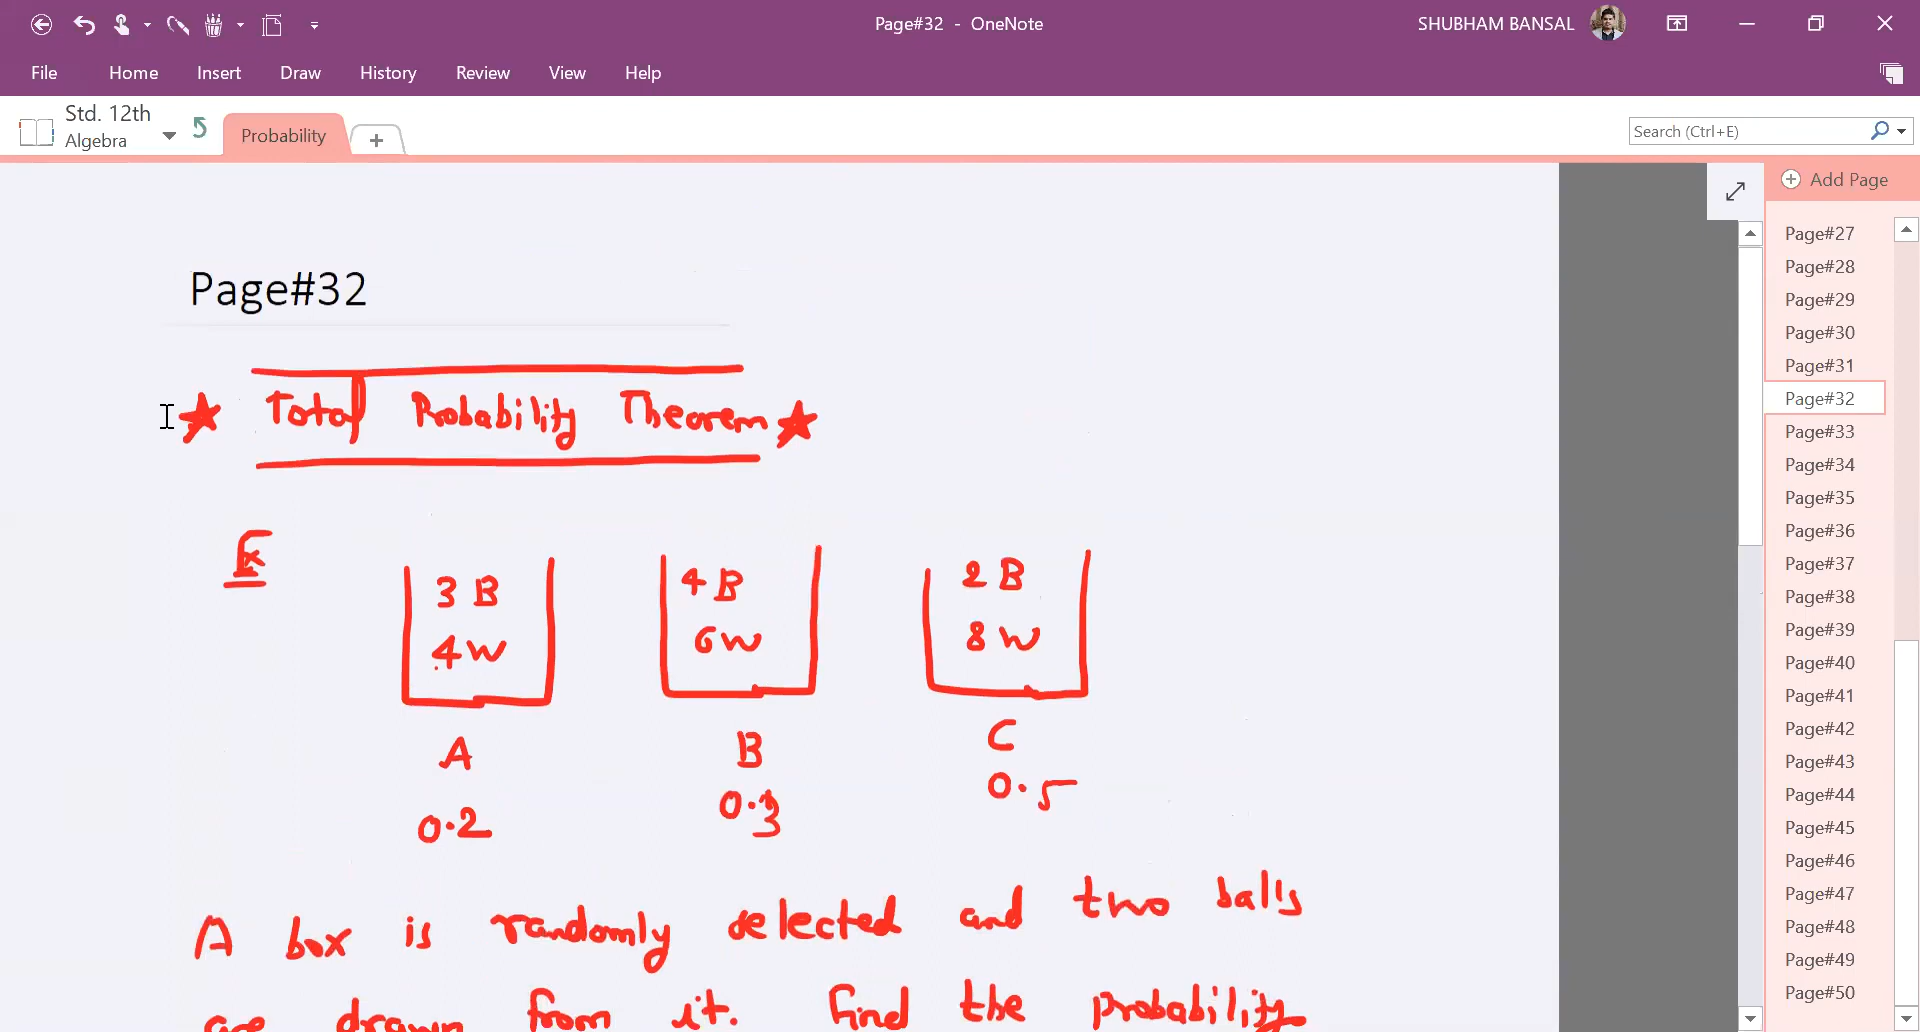 Page#32 - OneNote
SHUBHAM BANSAL
File Home Insert Draw History Review View Help
Std. 12th
Algebra
Probability
+
Search (Ctrl+E)
Add Page
Page#32
Total Probability Theorem
Ex
3 B
4 W
4 B
6 W
2 B
8 W
A
B
C
0.2
0.3
0.5
A box is randomly selected and two balls
are drawn from it. Find the probability
Page#27
Page#28
Page#29
Page#30
Page#31
Page#32
Page#33
Page#34
Page#35
Page#36
Page#37
Page#38
Page#39
Page#40
Page#41
Page#42
Page#43
Page#44
Page#45
Page#46
Page#47
Page#48
Page#49
Page#50